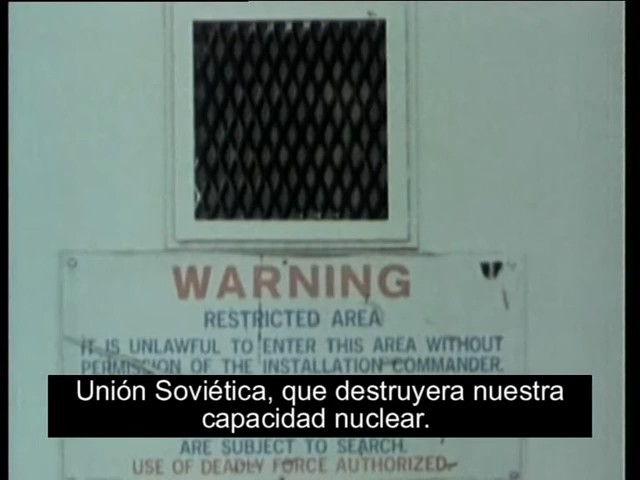 WARNING
RESTRICTED AREA
IT IS UNLAWFUL TO ENTER THIS AREA WITHOUT
PERMISSION OF THE INSTALLATION COMMANDER.
Unión Soviética, que destruyera nuestra
capacidad nuclear.
ARE SUBJECT TO SEARCH.
USE OF DEADLY FORCE AUTHORIZED.